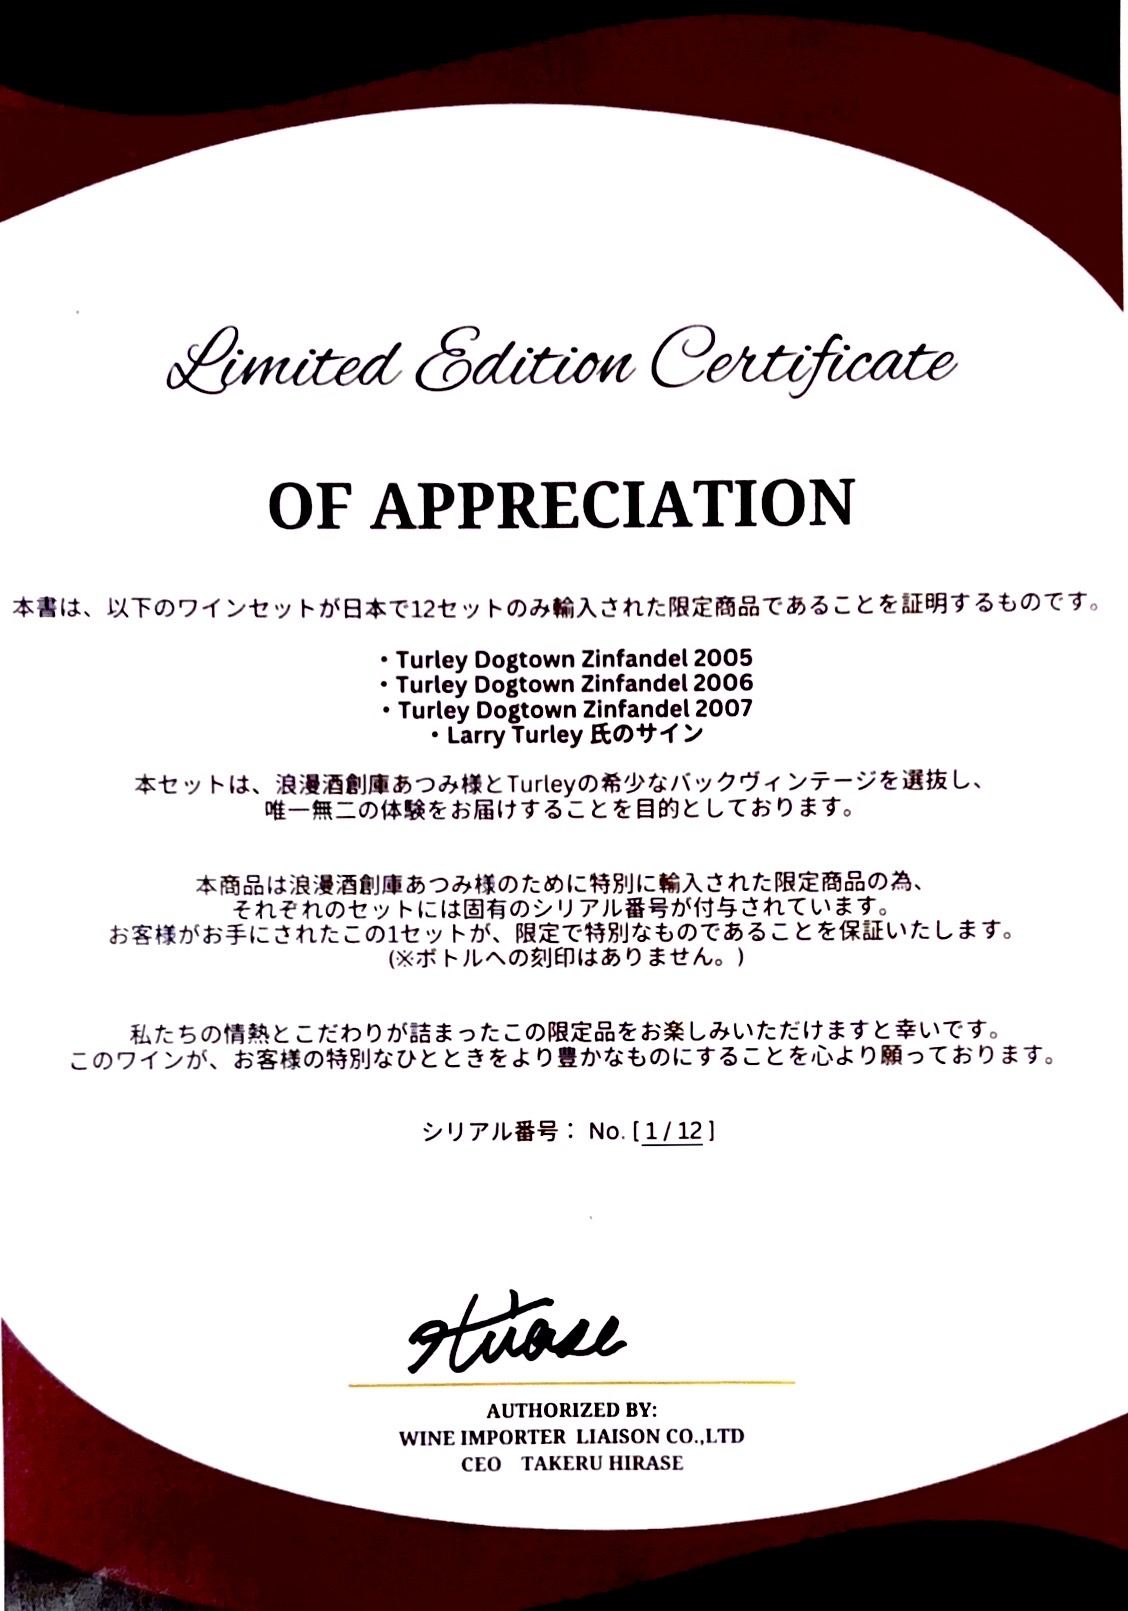 Limited Edition Certificate
OF APPRECIATION
本書は、以下のワインセットが日本で12セットのみ輸入された限定商品であることを証明するものです。
・Turley Dogtown Zinfandel 2005
・Turley Dogtown Zinfandel 2006
・Turley Dogtown Zinfandel 2007
・Larry Turley 氏のサイン
本セットは、浪漫酒創庫あつみ様とTurleyの希少なバックヴィンテージを選抜し、
唯一無二の体験をお届けすることを目的としております。
本商品は浪漫酒創庫あつみ様のために特別に輸入された限定商品の為、
それぞれのセットには固有のシリアル番号が付与されています。
お客様がお手にされたこの1セットが、限定で特別なものであることを保証いたします。
(※ボトルへの刻印はありません。)
私たちの情熱とこだわりが詰まったこの限定品をお楽しみいただけますと幸いです。
このワインが、お客様の特別なひとときをより豊かなものにすることを心より願っております。
シリアル番号： No. [ 1 / 12 ]
Hirase
AUTHORIZED BY:
WINE IMPORTER LIAISON CO.,LTD
CEO TAKERU HIRASE